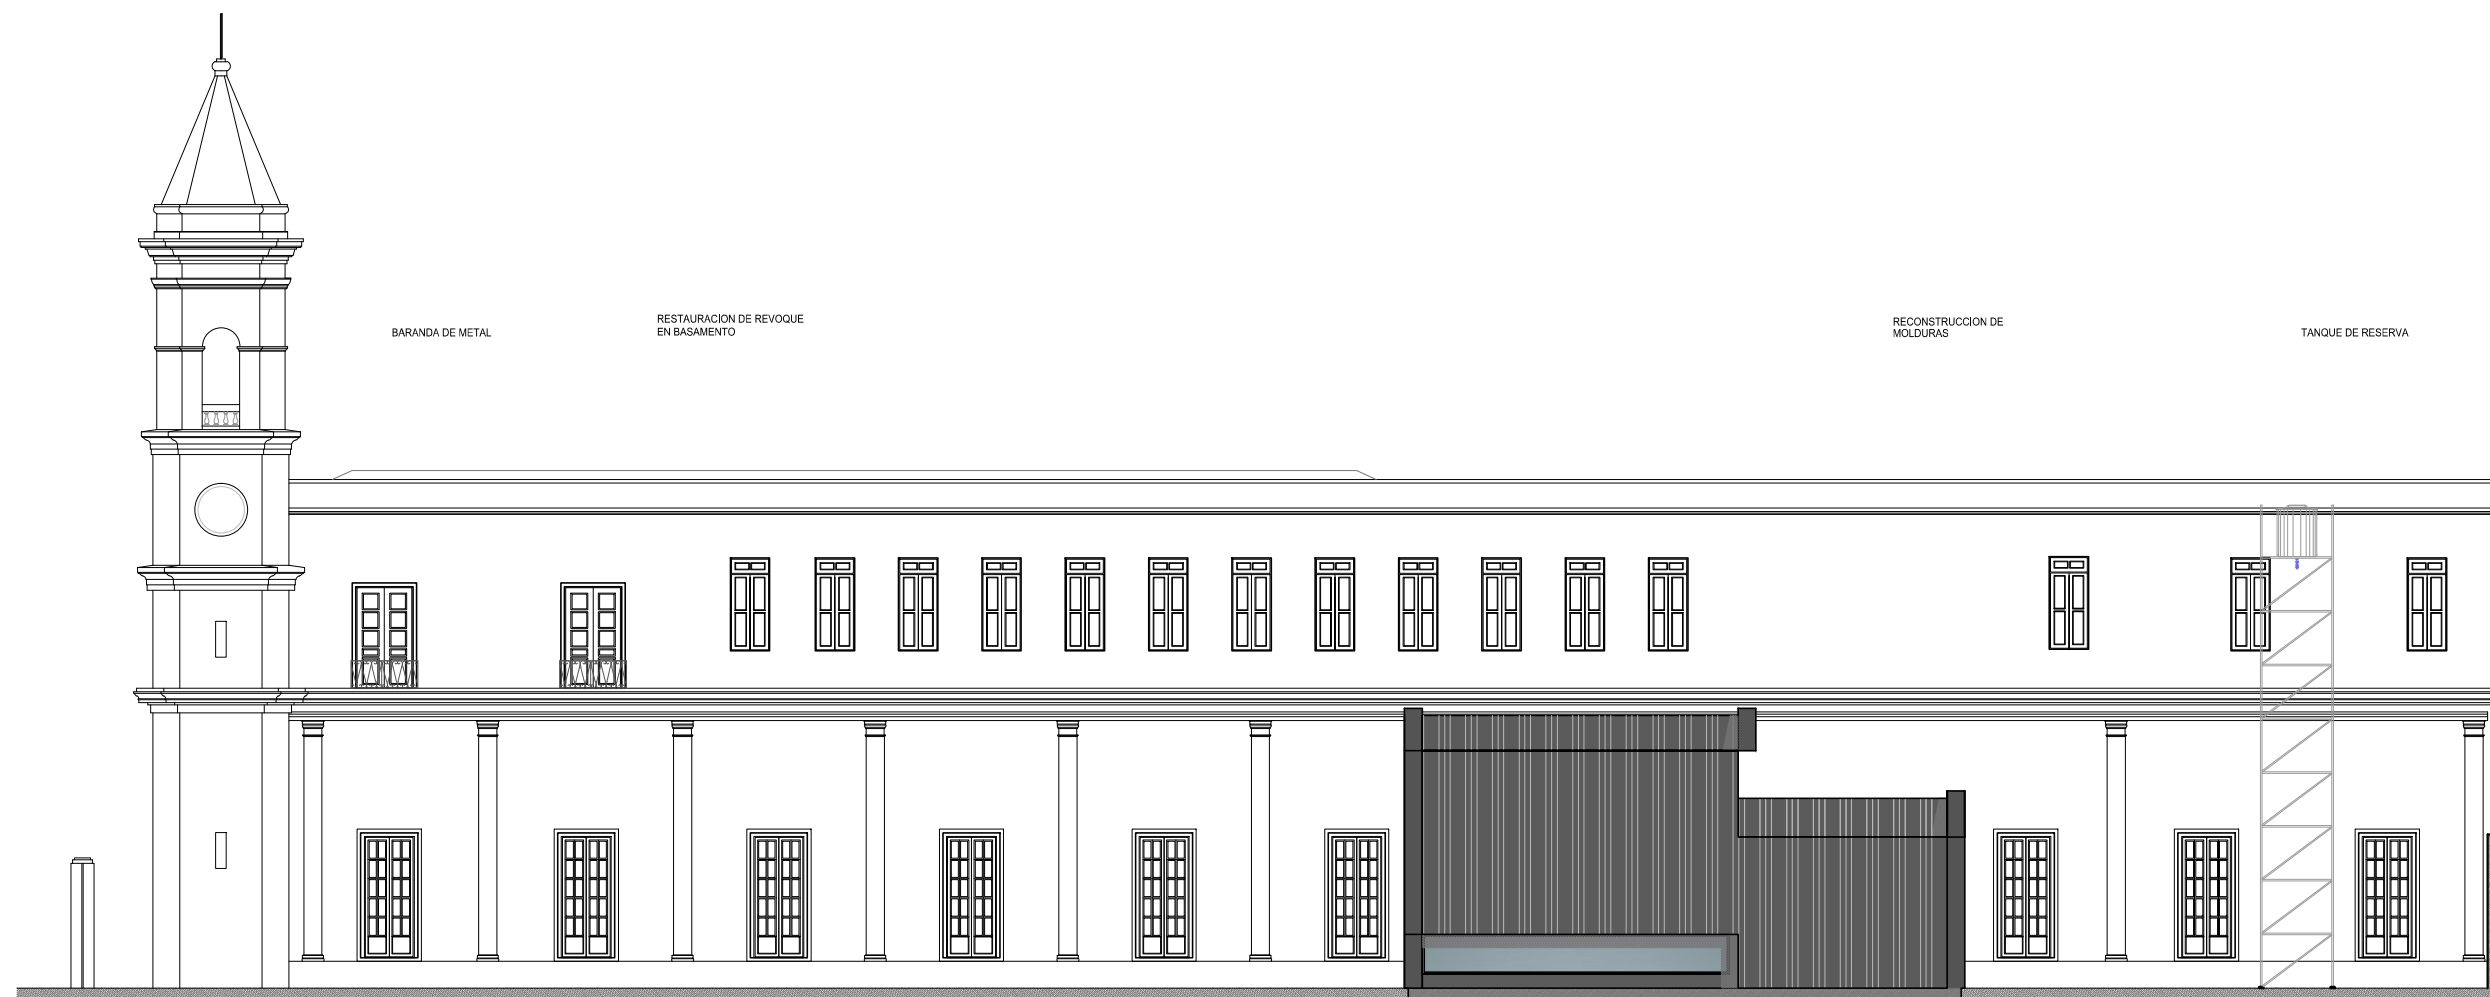 BARANDA DE METAL
RESTAURACION DE REVOQUE
EN BASAMENTO
RECONSTRUCCION DE
MOLDURAS
TANQUE DE RESERVA